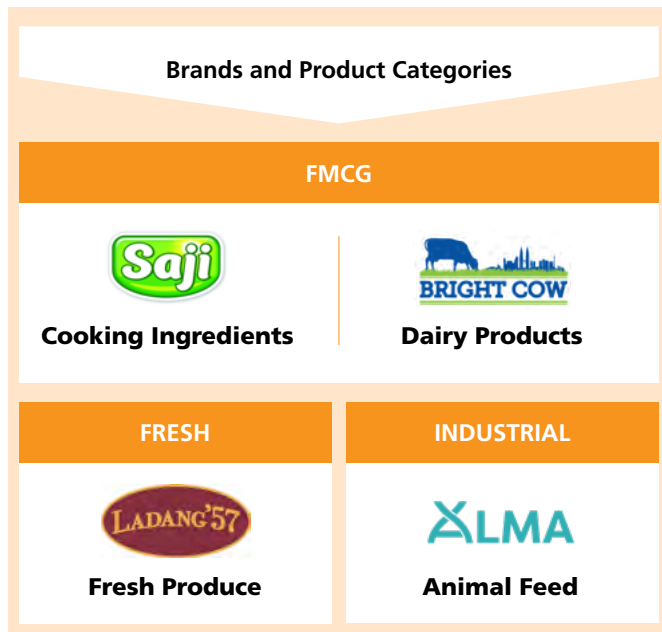 Brands and Product Categories
FMCG
Saji
BRIGHT COW
Cooking Ingredients
Dairy Products
FRESH
INDUSTRIAL
LADANG'57
ALMA
Fresh Produce
Animal Feed